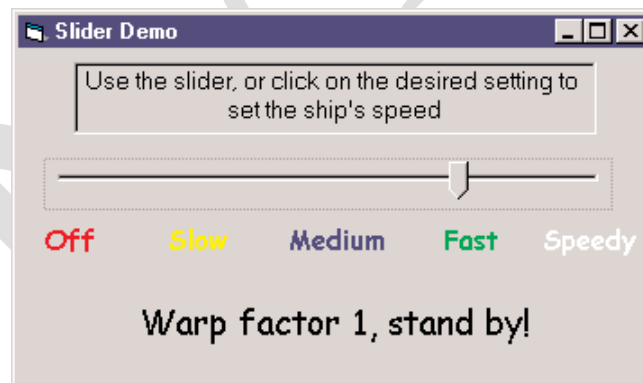 Slider Demo
Use the slider, or click on the desired setting to
set the ship's speed
Off Slow Medium Fast Speedy
Warp factor 1, stand by!